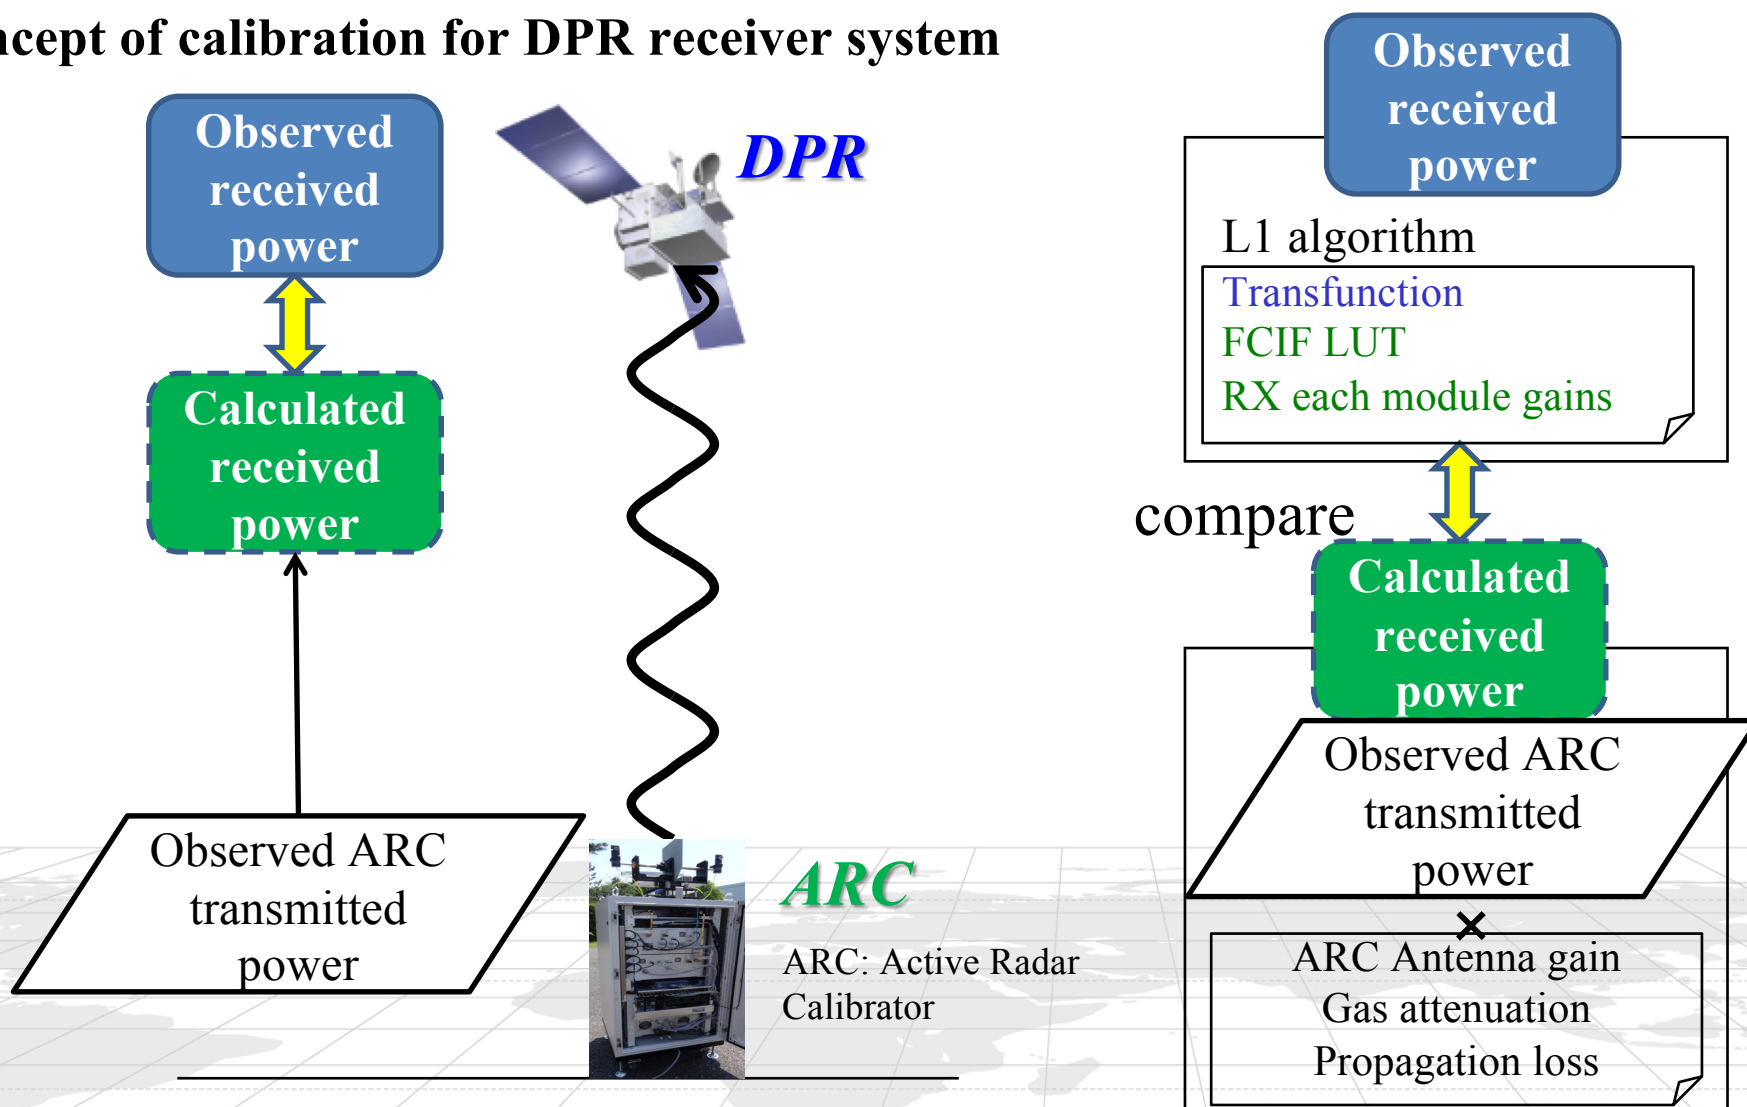 ncept of calibration for DPR receiver system
Observed
received
power
Calculated
received
power
Observed ARC
transmitted
power
DPR
ARC
ARC: Active Radar
Calibrator
Observed
received
power
L1 algorithm
Transfunction
FCIF LUT
RX each module gains
compare
Calculated
received
power
Observed ARC
transmitted
power
×
ARC Antenna gain
Gas attenuation
Propagation loss